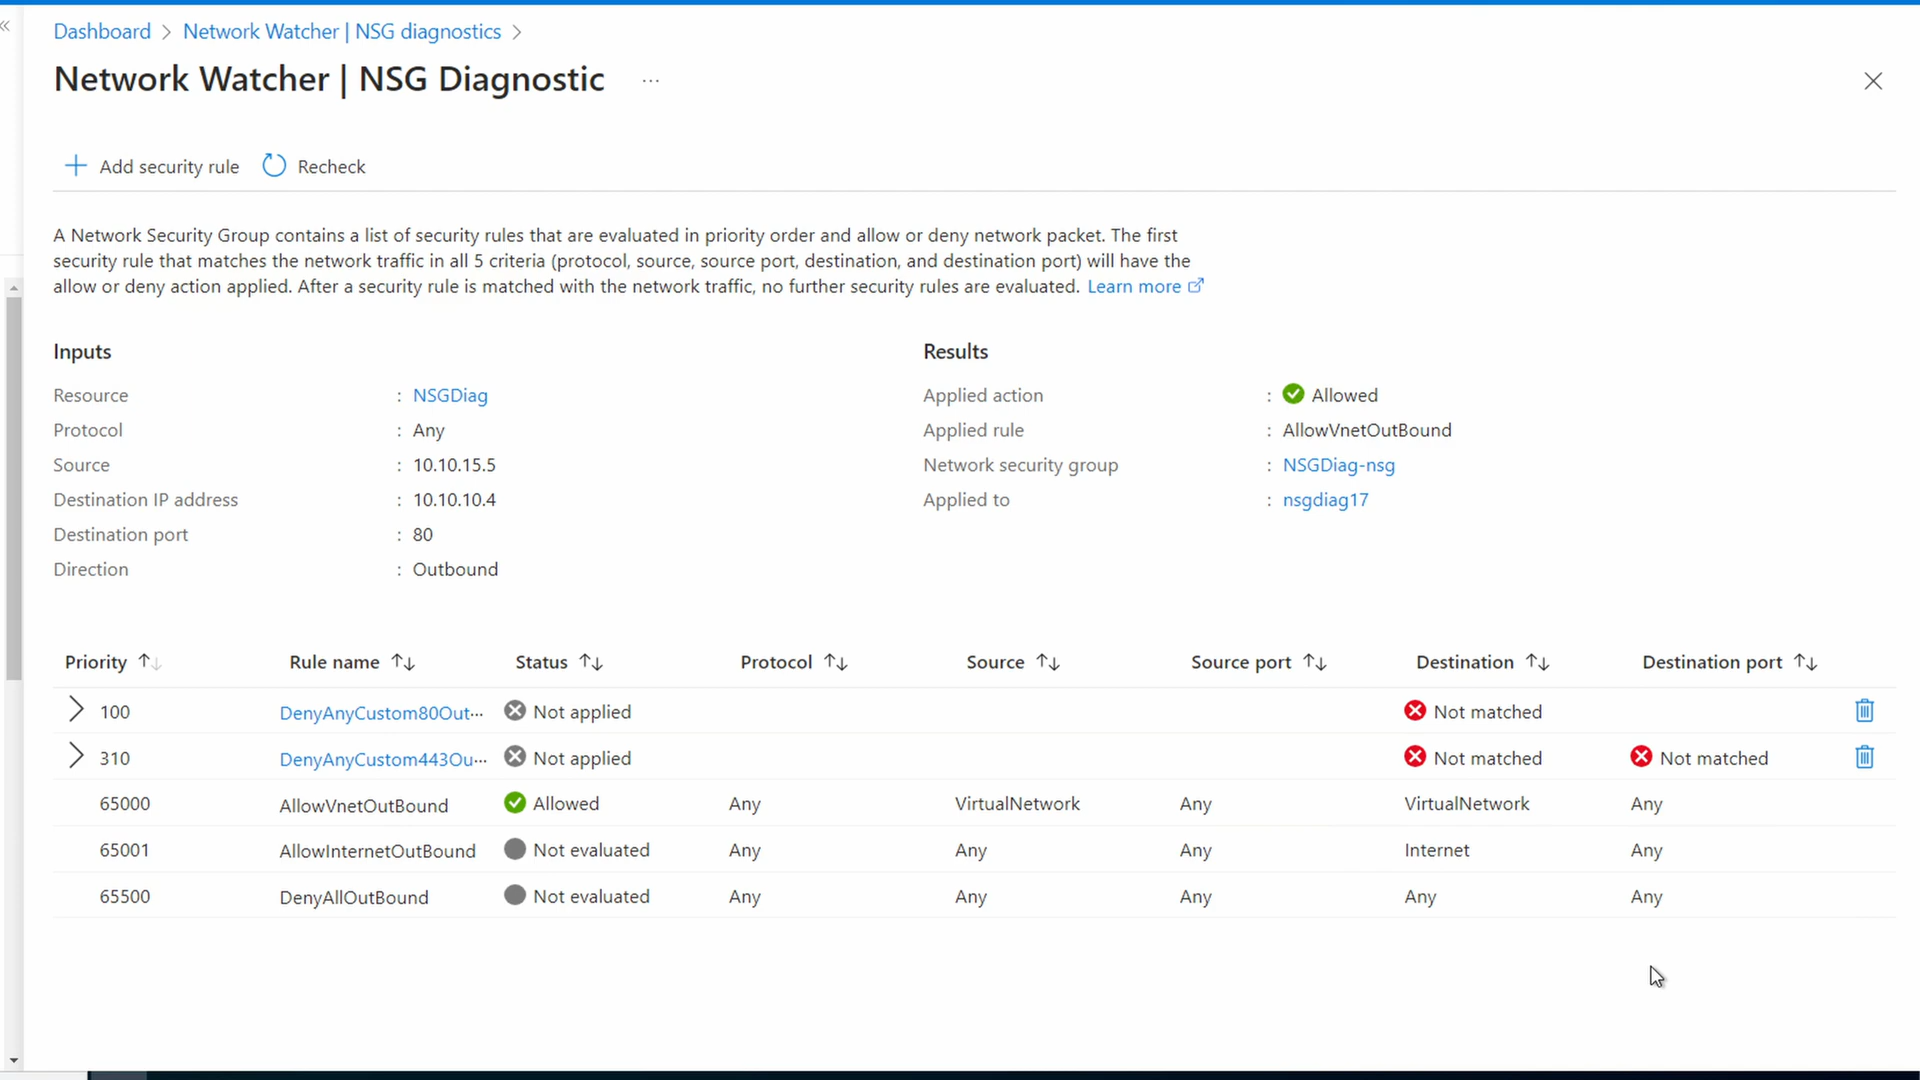 Dashboard > Network Watcher | NSG diagnostics >
Network Watcher | NSG Diagnostic ...
Add security rule Recheck
A Network Security Group contains a list of security rules that are evaluated in priority order and allow or deny network packet. The first
security rule that matches the network traffic in all 5 criteria (protocol, source, source port, destination, and destination port) will have the
allow or deny action applied. After a security rule is matched with the network traffic, no further security rules are evaluated. Learn more
Inputs
Resource : NSGDiag
Protocol : Any
Source : 10.10.15.5
Destination IP address : 10.10.10.4
Destination port : 80
Direction : Outbound
Results
Applied action : Allowed
Applied rule : AllowVnetOutBound
Network security group : NSGDiag-nsg
Applied to : nsgdiag17
Priority Rule name Status Protocol Source Source port Destination Destination port
100 DenyAnyCustom80Out... Not applied Not matched
310 DenyAnyCustom443Ou... Not applied Not matched Not matched
65000 AllowVnetOutBound Allowed Any VirtualNetwork Any VirtualNetwork Any
65001 AllowInternetOutBound Not evaluated Any Any Any Internet Any
65500 DenyAllOutBound Not evaluated Any Any Any Any Any